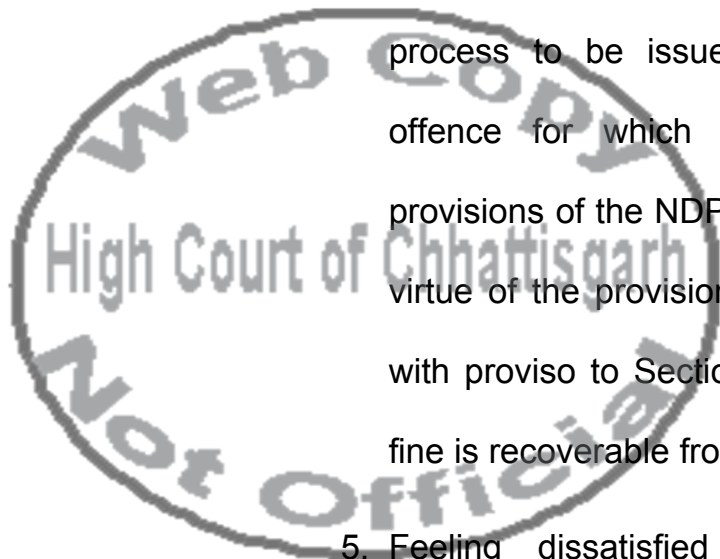 Web Copy
High Court of Chhattisgarh
Not Official
process to be issue
offence for which
provisions of the NDP
virtue of the provision
with proviso to Sectio
fine is recoverable fro
5. Feeling dissatisfied